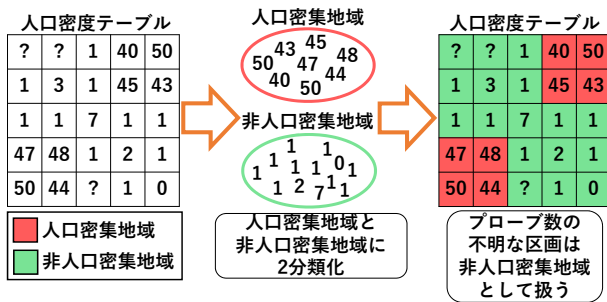 人口密度テーブル
? ? 1 40 50
1 3 1 45 43
1 1 7 1 1
47 48 1 2 1
50 44 ? 1 0
人口密集地域
非人口密集地域
人口密集地域
43 45
50 47 48
40 44
50
非人口密集地域
1 1
1 1 1 0
1 1 1
1 2 7 1 1
人口密集地域と
非人口密集地域に
2分類化
人口密度テーブル
? ? 1 40 50
1 3 1 45 43
1 1 7 1 1
47 48 1 2 1
50 44 ? 1 0
プローブ数の
不明な区画は
非人口密集地域
として扱う